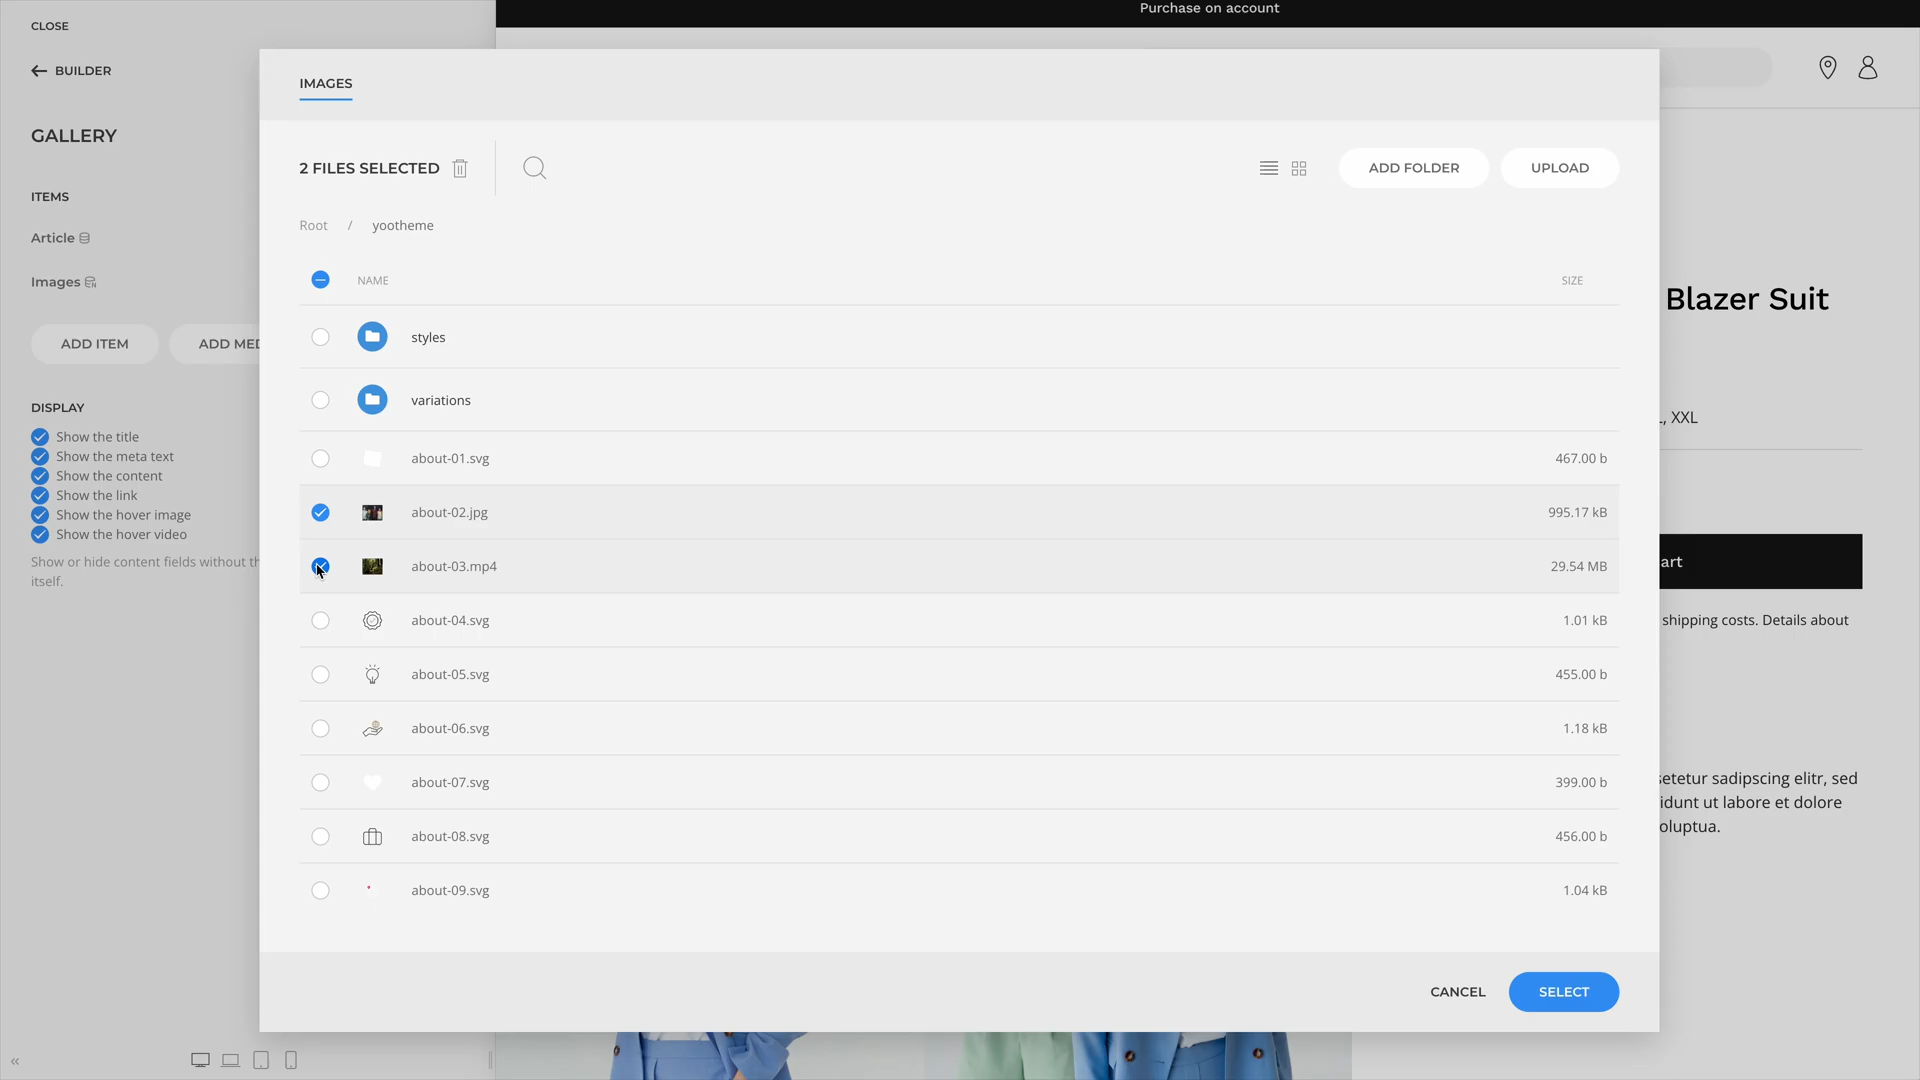 CLOSE
Purchase on account
BUILDER
IMAGES
GALLERY
2 FILES SELECTED
ADD FOLDER
UPLOAD
ITEMS
Root / yootheme
Article
Images
NAME SIZE
Blazer Suit
ADD ITEM
ADD MED
styles
DISPLAY
variations
, XXL
Show the title
Show the meta text
Show the content
Show the link
Show the hover image
Show the hover video
Show or hide content fields without th
itself.
about-01.svg 467.00 b
about-02.jpg 995.17 kB
about-03.mp4 29.54 MB
art
about-04.svg 1.01 kB
shipping costs. Details about
about-05.svg 455.00 b
about-06.svg 1.18 kB
about-07.svg 399.00 b
setetur sadipscing elitr, sed
idunt ut labore et dolore
oluptua.
about-08.svg 456.00 b
about-09.svg 1.04 kB
CANCEL
SELECT